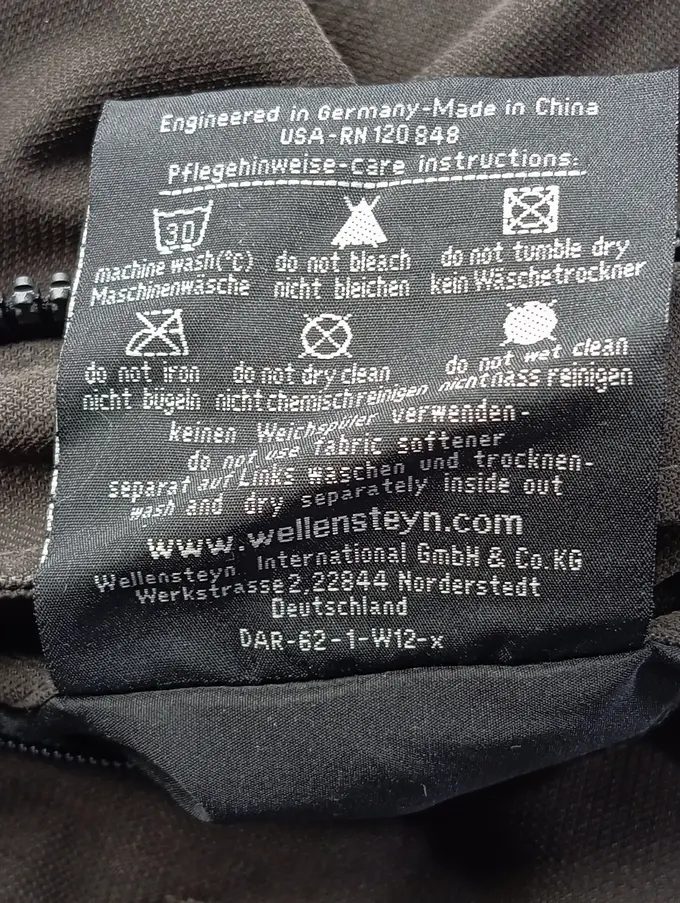 Engineered in Germany-Made in China
USA-RN 120 848
Pflegehinweise-care instructions:
30
machine wash(°C) do not bleach do not tumble dry
Maschinenwäsche nicht bleichen kein Wäschetrockner
do not iron do not dry clean do not wet clean
nicht bügeln nicht chemisch reinigen nicht nass reinigen
keinen Weichspüler verwenden-
do not use fabric softener
separat auf Links waschen und trocknen-
wash and dry separately inside out
www.wellensteyn.com
Wellensteyn International GmbH & Co. KG
Werkstrasse 2, 22844 Norderstedt
Deutschland
DAR-62-1-W12-x